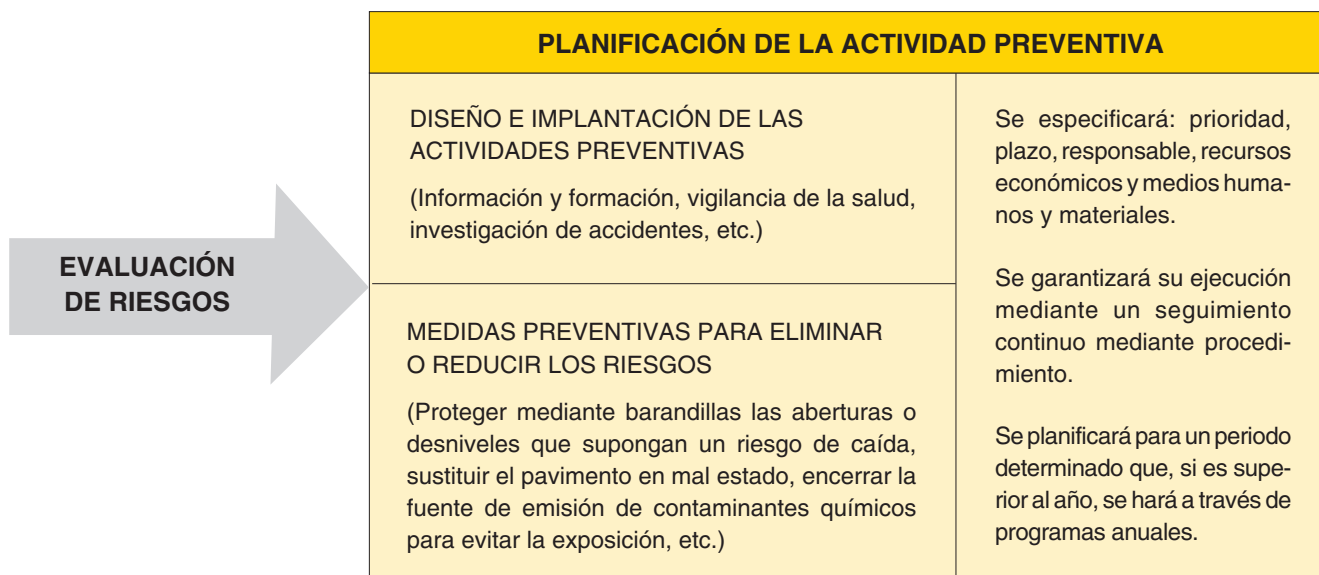 PLANIFICACIÓN DE LA ACTIVIDAD PREVENTIVA
EVALUACIÓN
DE RIESGOS
DISEÑO E IMPLANTACIÓN DE LAS
ACTIVIDADES PREVENTIVAS
(Información y formación, vigilancia de la salud,
investigación de accidentes, etc.)
MEDIDAS PREVENTIVAS PARA ELIMINAR
O REDUCIR LOS RIESGOS
(Proteger mediante barandillas las aberturas o
desniveles que supongan un riesgo de caída,
sustituir el pavimento en mal estado, encerrar la
fuente de emisión de contaminantes químicos
para evitar la exposición, etc.)
Se especificará: prioridad,
plazo, responsable, recursos
económicos y medios huma-
nos y materiales.
Se garantizará su ejecución
mediante un seguimiento
continuo mediante procedi-
miento.
Se planificará para un periodo
determinado que, si es supe-
rior al año, se hará a través de
programas anuales.